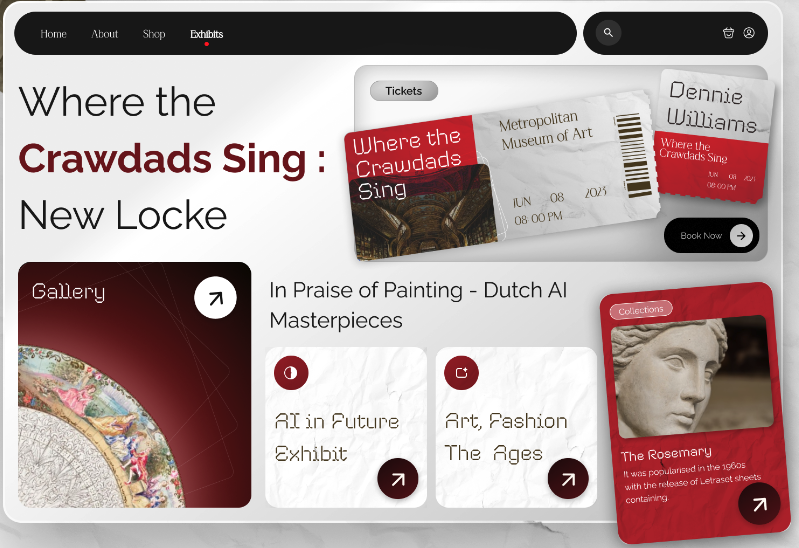 Home
About
Shop
Exhibits
Where the
Crawdads Sing :
New Locke
Tickets
Where the
Crawdads
Sing
Metropolitan
Museum of Art
JUN 08 2023
08:00 PM
Dennie
Williams
Where the
Crawdads Sing
JUN 08 2021
08:00 PM
Book Now
Gallery
In Praise of Painting - Dutch AI
Masterpieces
AI in Future
Exhibit
Art, Fashion
The Ages
Collections
The Rosemary
It was popularised in the 1960s
with the release of Letraset sheets
containing.